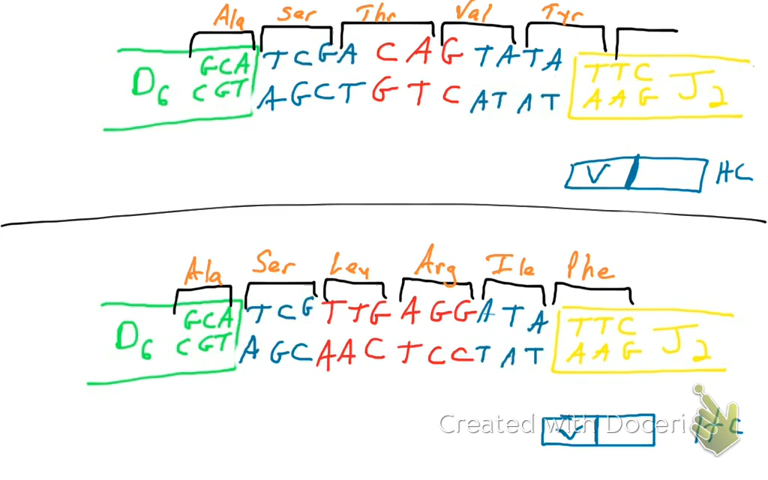 Ala Ser Thr Val Tyr
D6 GCA TCGA CAG TATA TTC J2
CGT AGCT GTC ATAT AAG
V HC
Ala Ser Leu Arg Ile Phe
D6 GCA TCG TTG AGG ATA TTC J2
CGT AGC AAC TCC TAT AAG
Created with Doceri
V HC